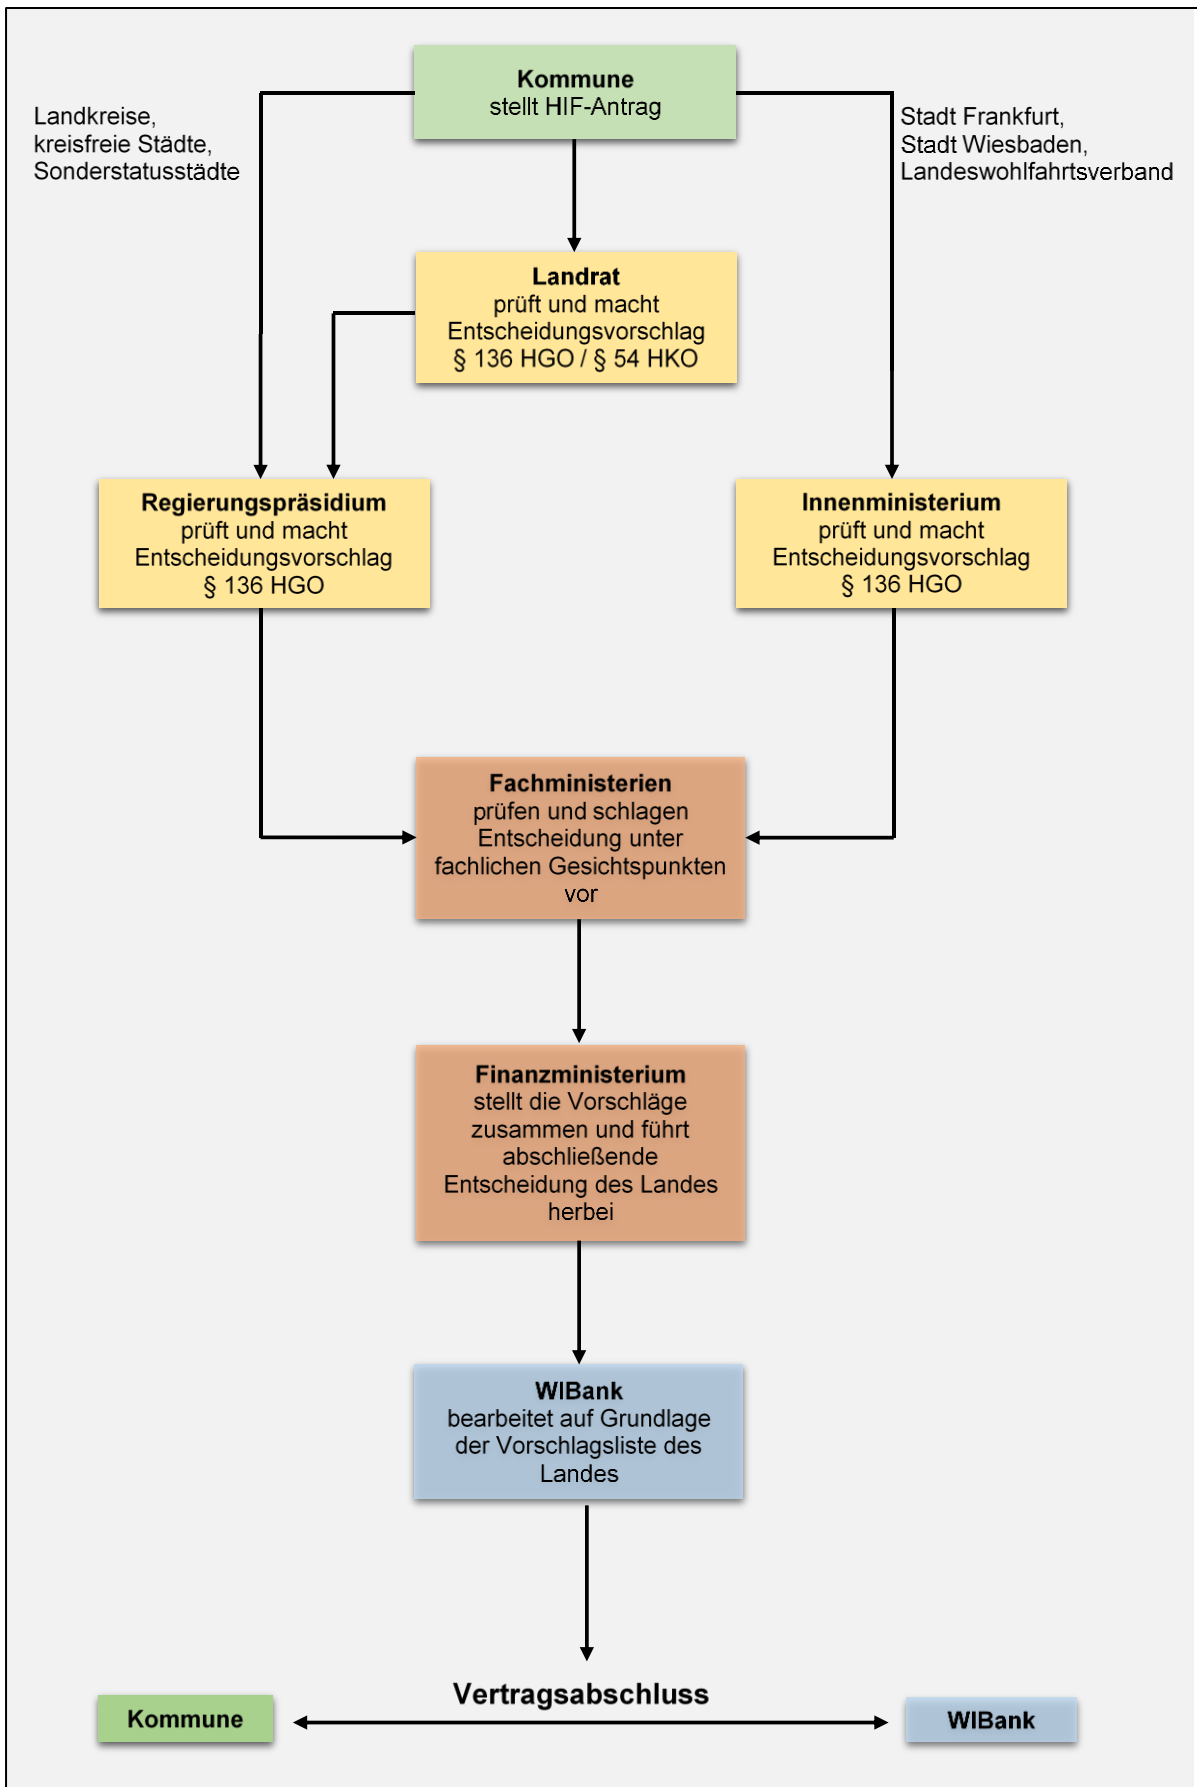 Kommune
stellt HIF-Antrag
Landkreise,
kreisfreie Städte,
Sonderstatusstädte
Stadt Frankfurt,
Stadt Wiesbaden,
Landeswohlfahrtsverband
Landrat
prüft und macht
Entscheidungsvorschlag
§ 136 HGO / § 54 HKO
Regierungspräsidium
prüft und macht
Entscheidungsvorschlag
§ 136 HGO
Innenministerium
prüft und macht
Entscheidungsvorschlag
§ 136 HGO
Fachministerien
prüfen und schlagen
Entscheidung unter
fachlichen Gesichtspunkten
vor
Finanzministerium
stellt die Vorschläge
zusammen und führt
abschließende
Entscheidung des Landes
herbei
WIBank
bearbeitet auf Grundlage
der Vorschlagsliste des
Landes
Vertragsabschluss
Kommune
WIBank